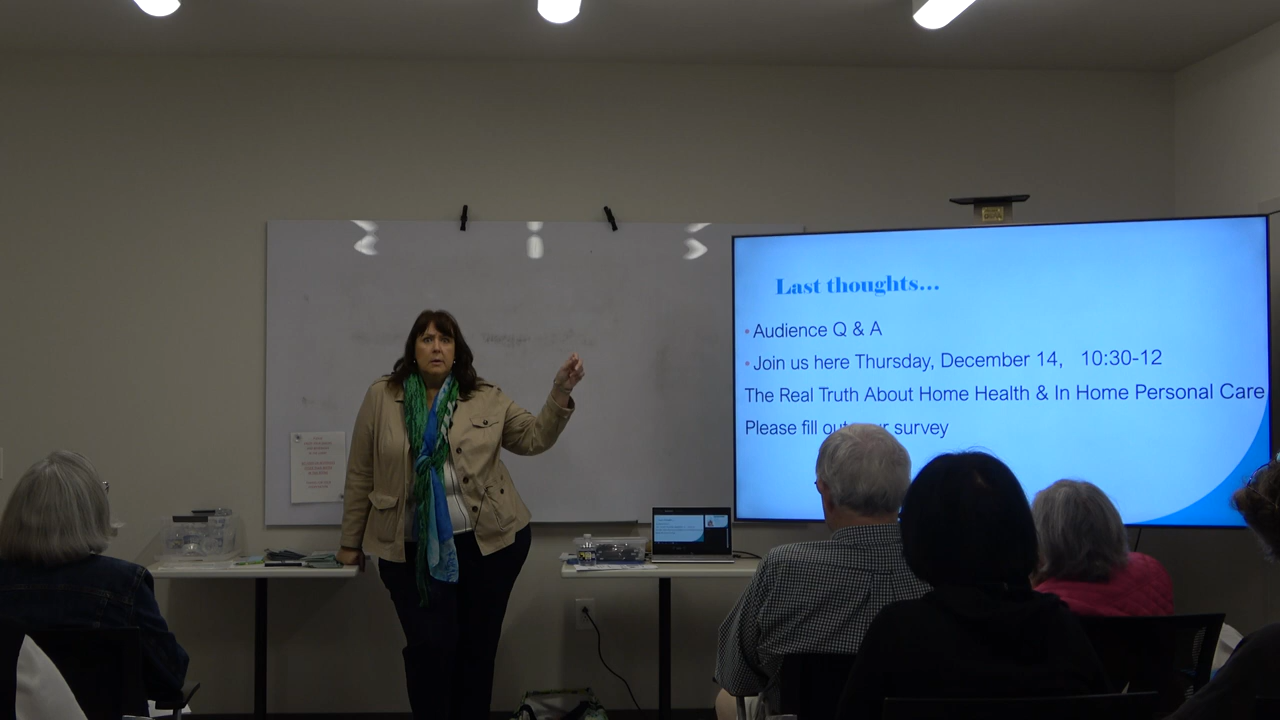 Last thoughts...
• Audience Q & A
• Join us here Thursday, December 14, 10:30-12
The Real Truth About Home Health & In Home Personal Care
Please fill survey